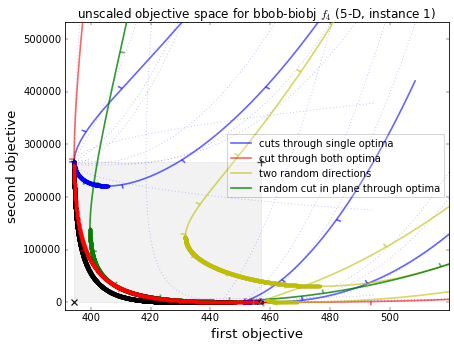 unscaled objective space for bbob-biobj f4 (5-D, instance 1)
500000
400000
300000
200000
100000
0
second objective
cuts through single optima
cut through both optima
two random directions
random cut in plane through optima
400 420 440 460 480 500
first objective